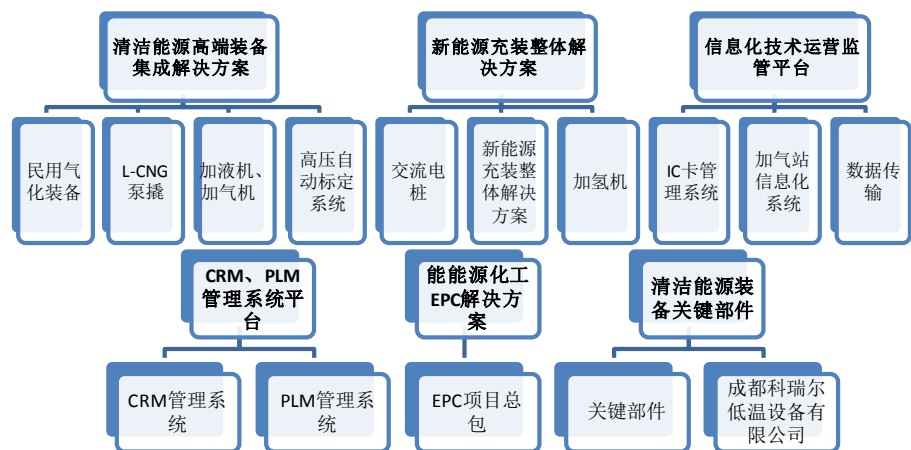 清洁能源高端装备
集成解决方案
新能源充装整体解
决方案
信息化技术运营监
管平台
民用气
化装备
L-CNG
泵撬
加液机、
加气机
高压自
动标定
系统
交流电
桩
新能源
充装整
体解决
方案
加氢机
IC卡管
理系统
加气站
信息化
系统
数据传
输
CRM、PLM
管理系统平
台
能能源化工
EPC解决方
案
清洁能源装
备关键部件
CRM管理系
统
PLM管理系
统
EPC项目总
包
关键部件
成都科瑞尔
低温设备有
限公司